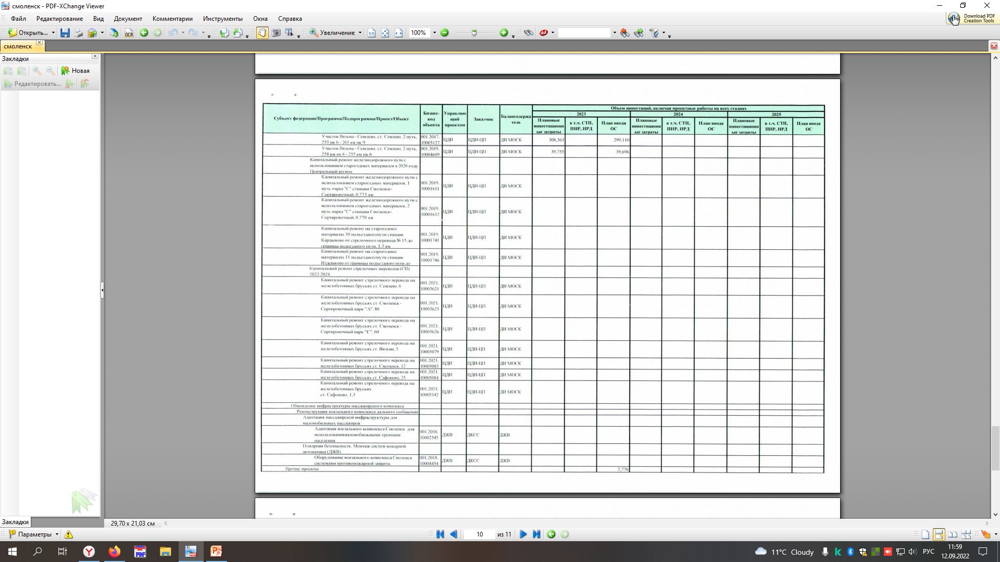 смоленск - PDF-XChange Viewer
Файл Редактирование Вид Документ Комментарии Инструменты Окна Справка
Download PDF
Creation Tools
Открыть... OCR Увеличение 1:1 100% Ask
смоленск
Закладки
Новая
Редактировать...
Субъект федерации/Программа/Подпрограмма/Проект/Объект
Бизнес-
код
объекта
Управляю
щий
проектом
Заказчик
Балансодержа
тель
Объем инвестиций, включая проектные работы на всех стадиях
2023 2024 2025
Плановые
инвестиционн
ые затраты
в т.ч. СТП,
ПИР, ИРД
План ввода
ОС
Плановые
инвестиционн
ые затраты
в т.ч. СТП,
ПИР, ИРД
План ввода
ОС
Плановые
инвестиционн
ые затраты
в т.ч. СТП,
ПИР, ИРД
План ввода
ОС
Участок Вязьма - Семлево, ст. Семлево, 2 путь,
255 пк 6 - 265 км пк 9
001.2017.
10003127
ЦДИ ЦДИ-ЦП ДИ МОСК 308,363 299,110
Участок Вязьма - Семлево, ст. Семлево, 2 путь,
254 км пк 6 - 255 км пк 6
001.2019.
10004609
ЦДИ ЦДИ-ЦП ДИ МОСК 39,755 39,696
Капитальный ремонт железнодорожного пути с
использованием старогодных материалов в 2020 году.
Центральный регион
Капитальный ремонт железнодорожного пути с
использованием старогодных материалов, 1
путь парка "С" станции Смоленск-
Сортировочный, 0,773 км
001.2019.
10001611
ЦДИ ЦДИ-ЦП ДИ МОСК
Капитальный ремонт железнодорожного пути с
использованием старогодных материалов, 2
путь парка "С" станции Смоленск-
Сортировочный, 0,770 км
001.2019.
10001612
ЦДИ ЦДИ-ЦП ДИ МОСК
Капитальный ремонт на старогодных
материалах 50 подъездногопути станции
Кардымово от стрелочного перевода № 15 до
границы подъездного пути, 1,5 км
001.2019.
10001741
ЦДИ ЦДИ-ЦП ДИ МОСК
Капитальный ремонт на старогодных
материалах 11 подъездногопути станции
Издешково от границы подъездного пути до
001.2019.
10001746
ЦДИ ЦДИ-ЦП ДИ МОСК
Капитальный ремонт стрелочных переводов (СП)
2022-2024
Капитальный ремонт стрелочного перевода на
железобетонных брусьях ст. Семлево, 6
001.2021.
10003621
ЦДИ ЦДИ-ЦП ДИ МОСК
Капитальный ремонт стрелочного перевода на
железобетонных брусьях ст. Смоленск -
Сортировочный парк "А", 80
001.2021.
10003623
ЦДИ ЦДИ-ЦП ДИ МОСК
Капитальный ремонт стрелочного перевода на
железобетонных брусьях ст. Смоленск -
Сортировочный парк "С", 60
001.2021.
10003626
ЦДИ ЦДИ-ЦП ДИ МОСК
Капитальный ремонт стрелочного перевода на
железобетонных брусьях ст. Вязьма, 5
001.2021.
10005079
ЦДИ ЦДИ-ЦП ДИ МОСК
Капитальный ремонт стрелочного перевода на
железобетонных брусьях ст. Смоленск, 12
001.2021.
10005083
ЦДИ ЦДИ-ЦП ДИ МОСК
Капитальный ремонт стрелочного перевода на
железобетонных брусьях ст. Сафоново, 25
001.2021.
10005084
ЦДИ ЦДИ-ЦП ДИ МОСК
Капитальный ремонт стрелочного перевода на
железобетонных брусьях
ст. Сафоново, 1,3
001.2021.
10005142
ЦДИ ЦДИ-ЦП ДИ МОСК
Обновление инфраструктуры пассажирского комплекса
Реконструкция вокзального комплекса дальнего сообщения
Адаптация пассажирской инфраструктуры для
маломобильных пассажиров
Адаптация вокзального комплекса Смоленск для
использованиямаломобильными группами
населения
001.2016.
10002545
ДЖВ ДКСС ДЖВ
Пожарная безопасность. Монтаж систем пожарной
автоматики (ДЖВ)
Оборудование вокзального комплекса Смоленск
системами противопожарной защиты
001.2018.
10004434
ДЖВ ДКСС ДЖВ
Прочие проекты 2,776
Закладки
29,70 x 21,03 см
Параметры 10 из 11
11°C Cloudy РУС 11:59
12.09.2022